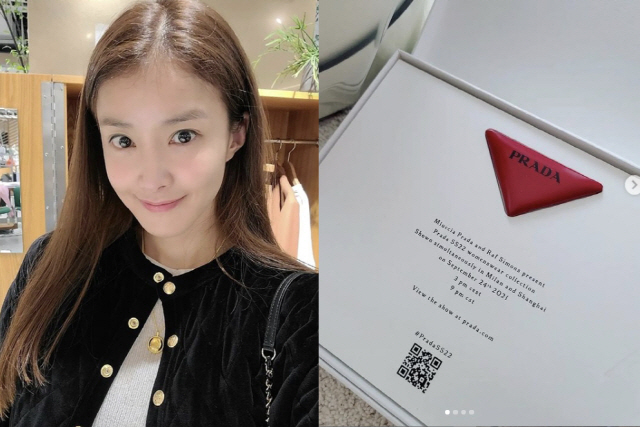 PRADA
Miuccia Prada and Raf Simons present
Prada SS22 womenswear collection
Shown simultaneously in Milan and Shanghai
on September 24th 2021
3 pm cest
9 pm cst
View the show at prada.com
#PradaSS22